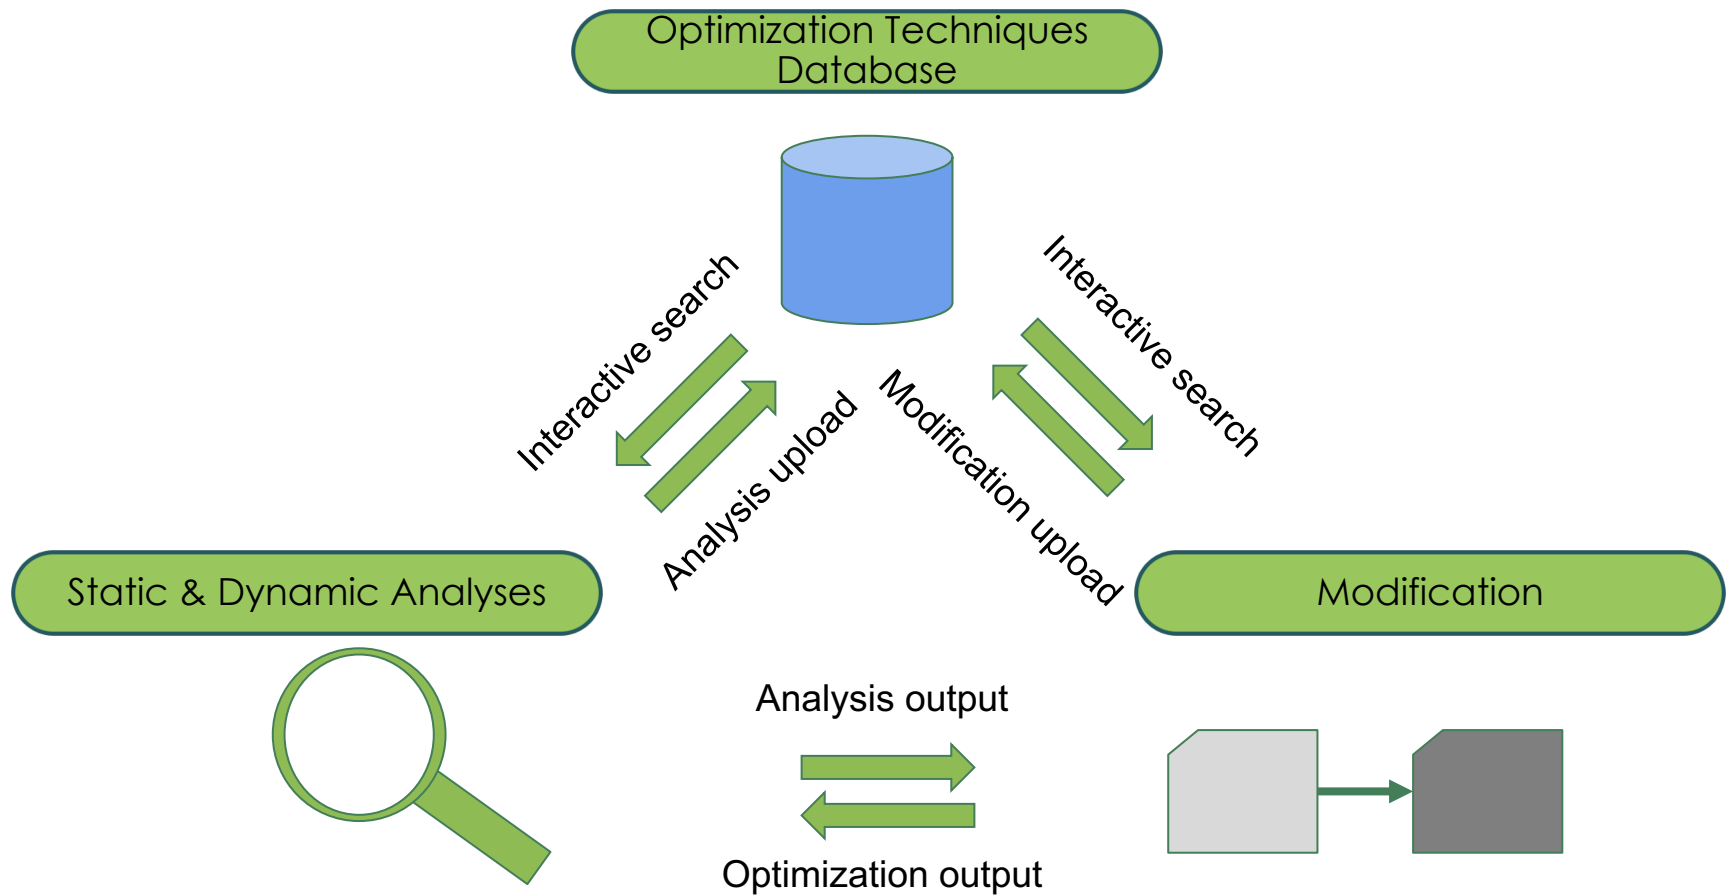 Optimization Techniques
Database
Interactive search
Analysis upload
Modification upload
Interactive search
Static & Dynamic Analyses
Modification
Analysis output
Optimization output